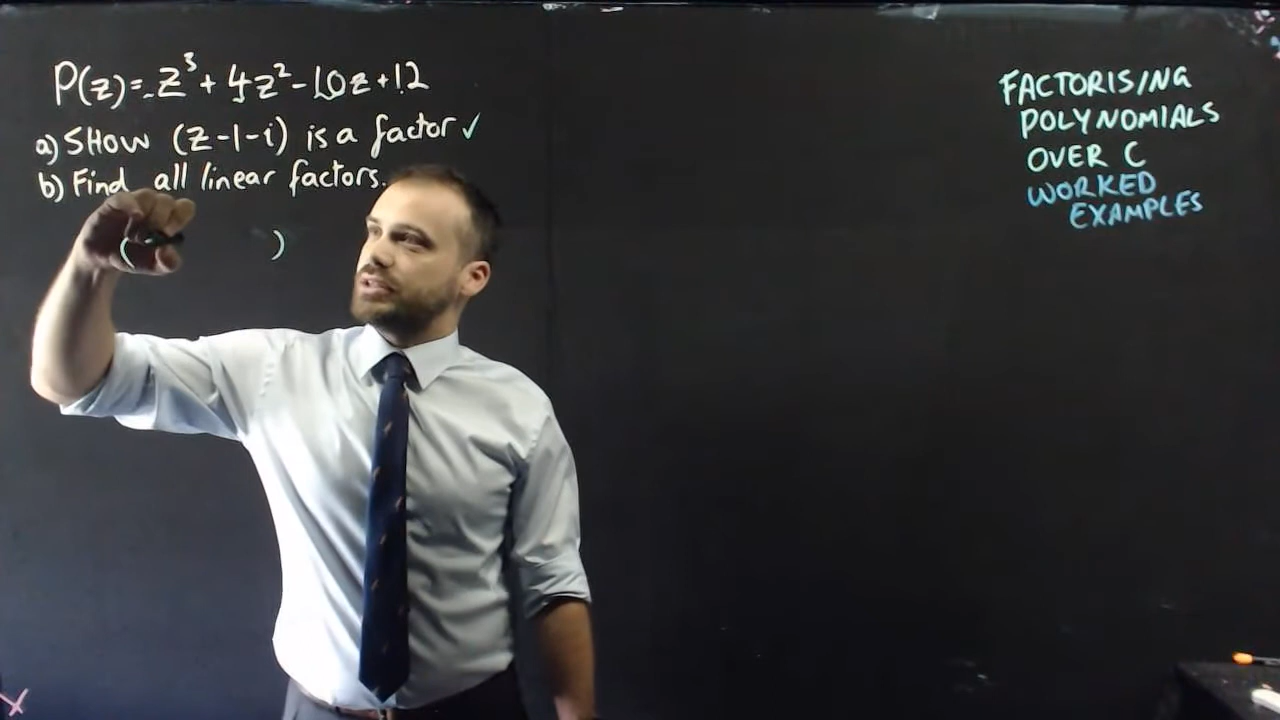 P(z)=z³+4z²-10z+12
a) SHOW (z-1-i) is a factor ✓
b) Find all linear factors.
( )
FACTORISING
POLYNOMIALS
OVER C
WORKED
EXAMPLES